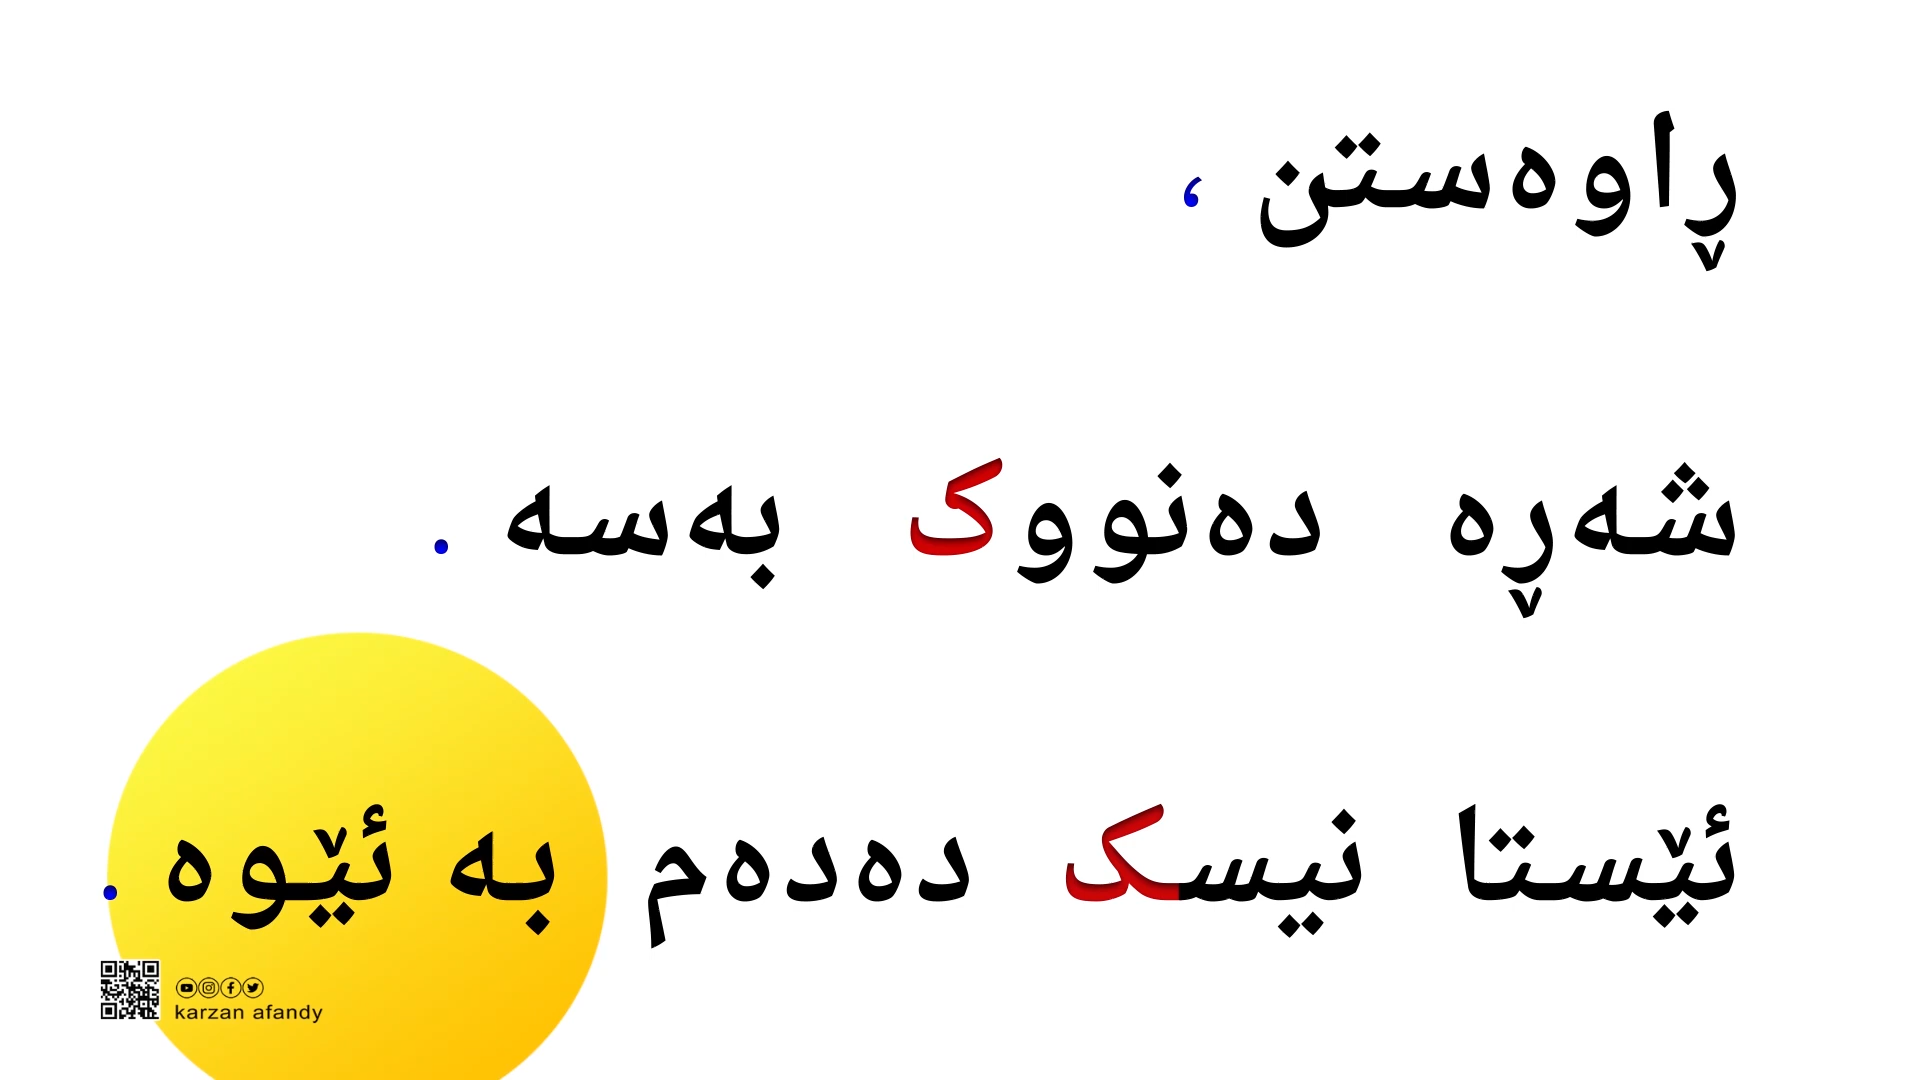 ڕاوەستن ،
شەڕە دەنووک بەسە .
ئێستا نیسک دەدەم بە ئێوە .
karzan afandy